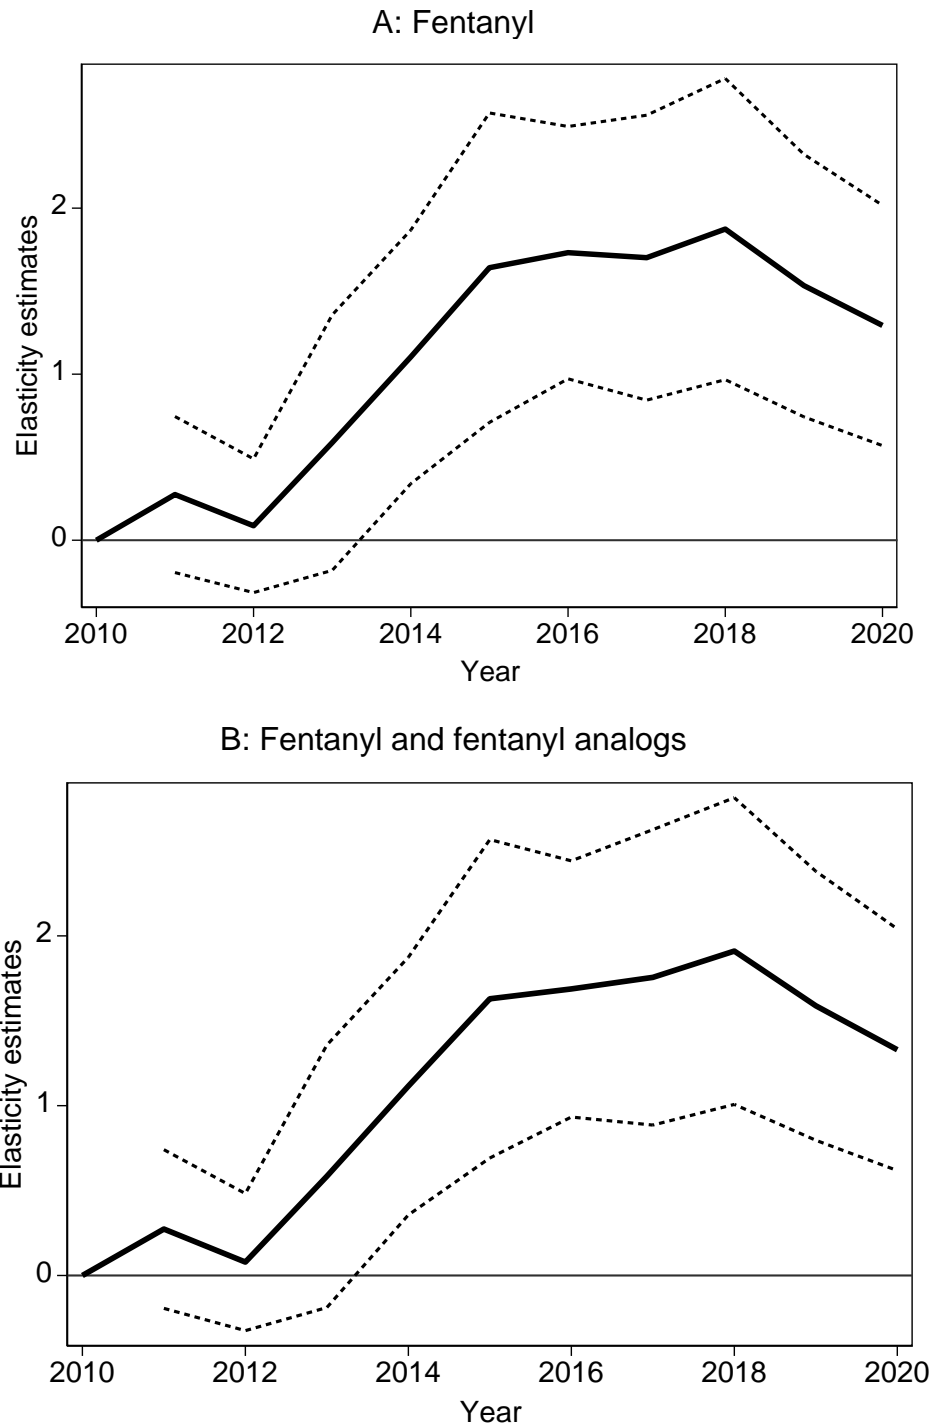 A: Fentanyl
Elasticity estimates
2
1
0
2010 2012 2014 2016 2018 2020
Year
B: Fentanyl and fentanyl analogs
Elasticity estimates
2
1
0
2010 2012 2014 2016 2018 2020
Year